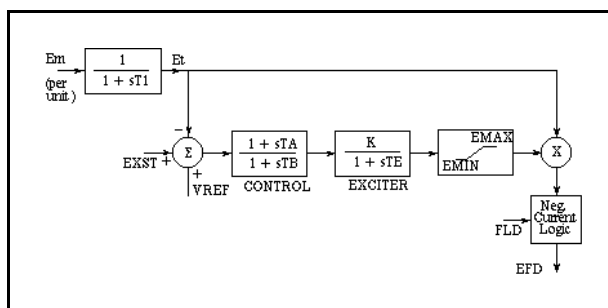 Em
(per
unit)
1
1 + sT1
Et
−
EXST +
Σ
+
VREF
1 + sTA
1 + sTB
CONTROL
K
1 + sTE
EXCITER
EMAX
EMIN
X
Neg.
Current
Logic
FLD
EFD